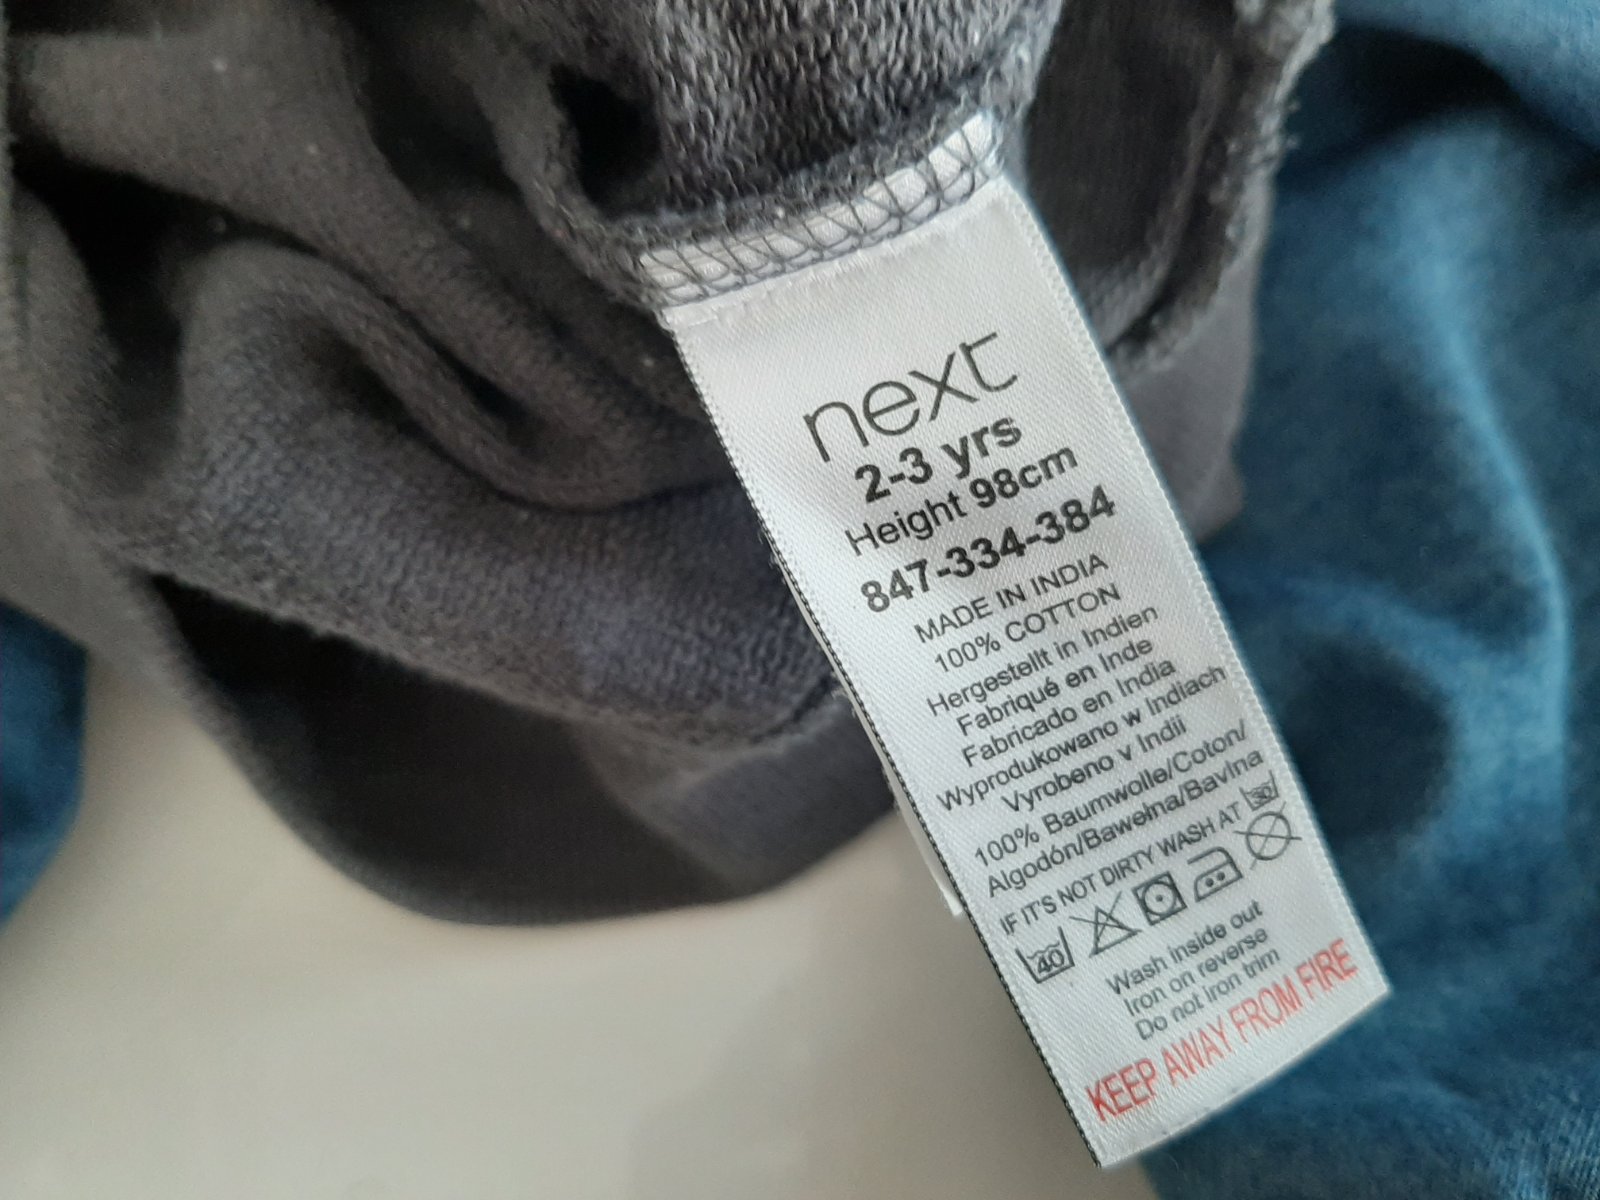 next
2-3 yrs
Height 98cm
847-334-384
MADE IN INDIA
100% COTTON
Hergestellt in Indien
Fabriqué en Inde
Fabricado en India
Wyprodukowano w Indiach
Vyrobeno v Indii
100% Baumwolle/Coton/
Algodón/Bawełna/Bavlna
IF IT'S NOT DIRTY WASH AT 30
40
Wash inside out
Iron on reverse
Do not iron trim
KEEP AWAY FROM FIRE